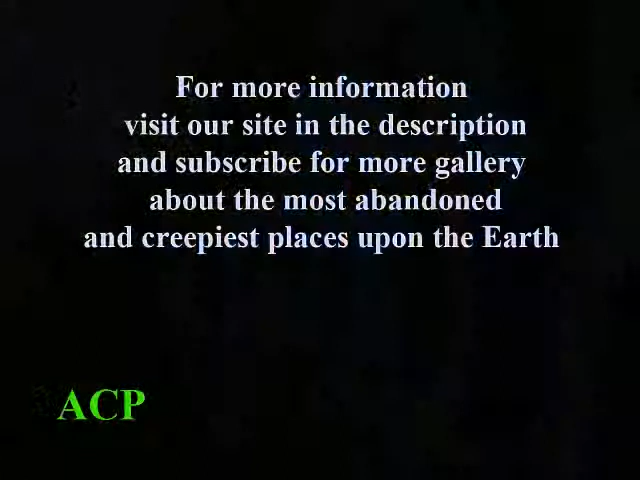 For more information
visit our site in the description
and subscribe for more gallery
about the most abandoned
and creepiest places upon the Earth
ACP